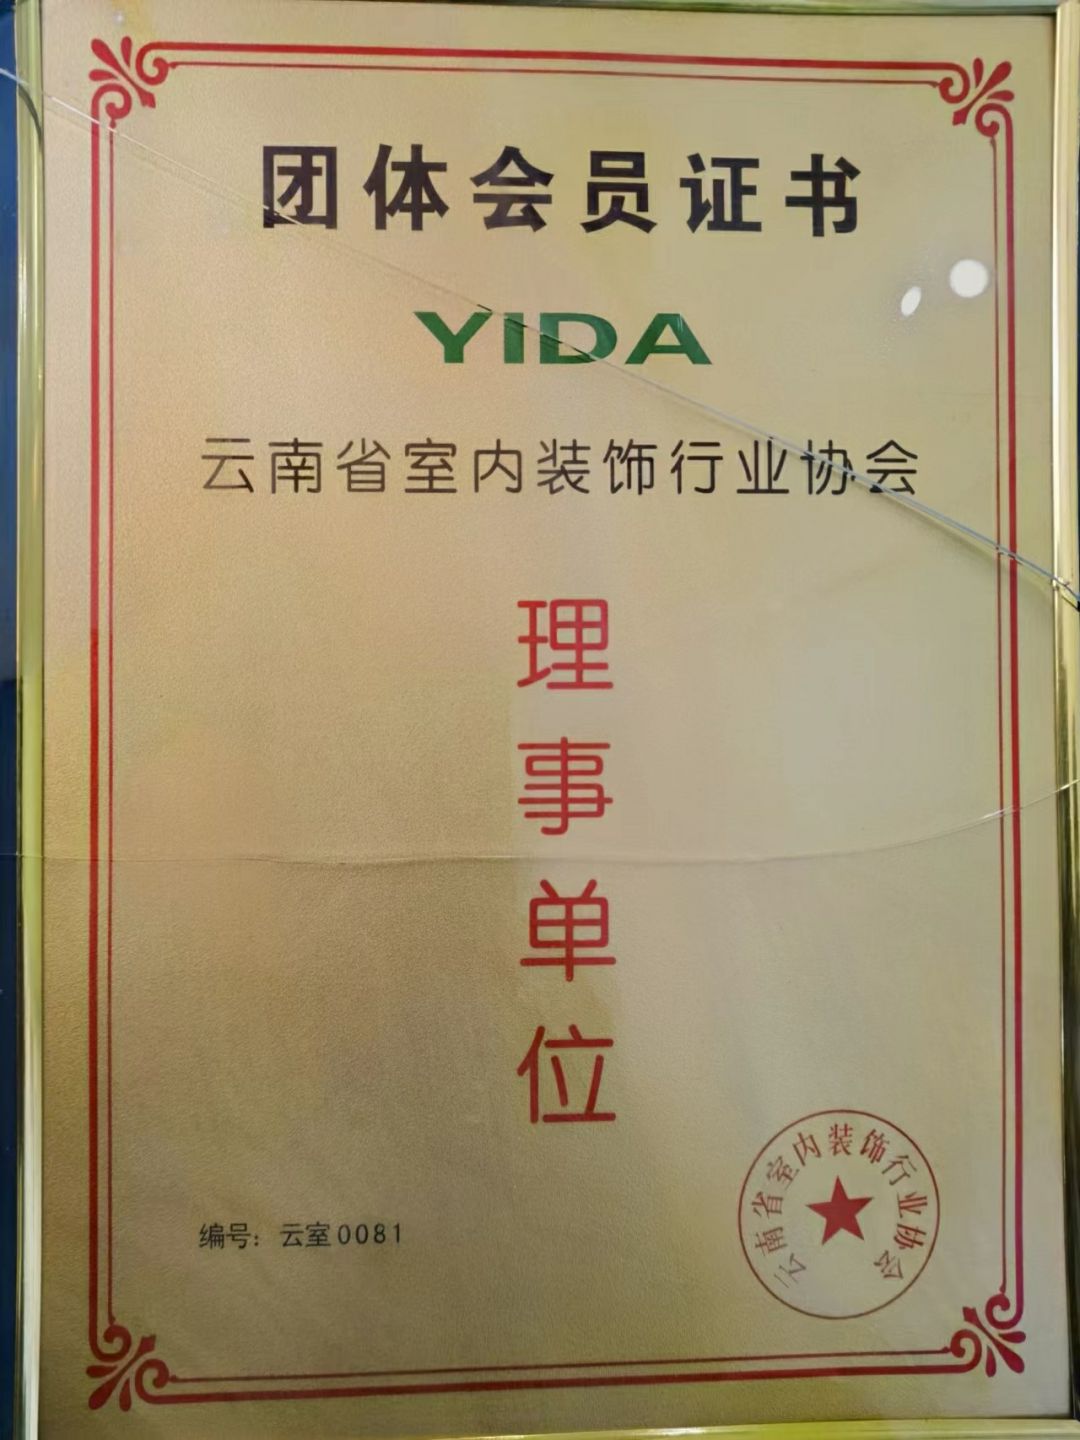 团体会员证书
YIDA
云南省室内装饰行业协会
理
事
单
位
编号：云室0081
云南省室内装饰行业协会